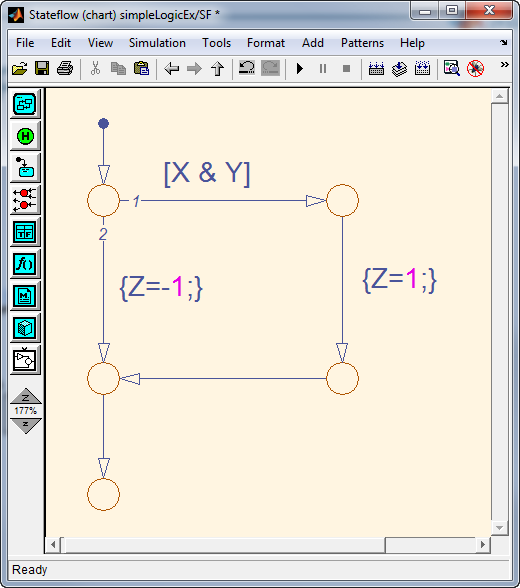 Stateflow (chart) simpleLogicEx/SF *
File Edit View Simulation Tools Format Add Patterns Help
[X & Y]
1
2
{Z=-1;}
{Z=1;}
H
TF
f()
M
Z
177%
z
Ready